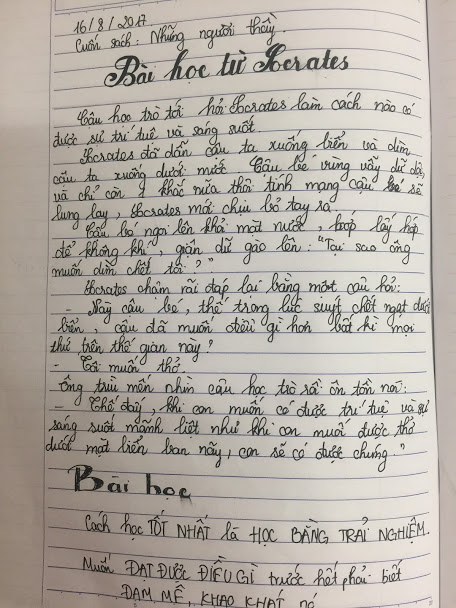 16/8/2017
Cuốn sách: Những người thầy.
Bài học từ Socrates
Cậu học trò tới hỏi Socrates làm cách nào có
được sự trí tuệ và sáng suốt.
Socrates đã dẫn cậu ta xuống biển và dìm
cậu ta xuống dưới nước. Cậu bé vùng vẫy dữ dội,
và chỉ còn 1 khắc nữa thôi tính mạng cậu bé sẽ
lung lay, Socrates mới chịu bỏ tay ra
Cậu bé ngoi lên khỏi mặt nước, hớp lấy hớp
để không khí, giận dữ gào lên: "Tại sao ông
muốn dìm chết tôi?"
Socrates chậm rãi đáp lại bằng một câu hỏi:
- Này cậu bé, thế trong lúc suýt chết ngạt dưới
biển, cậu đã muốn điều gì hơn bất kì mọi
thứ trên thế gian này?
- Tôi muốn thở.
- Ông trìu mến nhìn cậu học trò rồi ôn tồn nói:
- Thế đấy, khi con muốn có được trí tuệ và sự
sáng suốt mãnh liệt như khi con muốn được thở
dưới mặt biển ban nãy, con sẽ có được chúng."
Bài học
Cách học TỐT NHẤT là HỌC BẰNG TRẢI NGHIỆM.
Muốn ĐẠT ĐƯỢC ĐIỀU GÌ trước hết phải biết
ĐAM MÊ, KHAO KHÁT nó